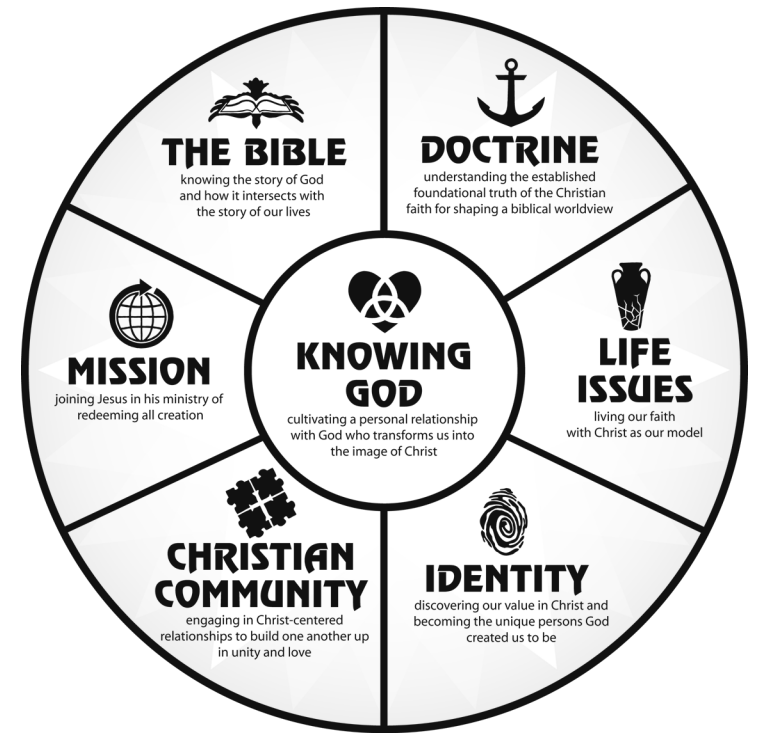 THE BIBLE
knowing the story of God
and how it intersects with
the story of our lives
DOCTRINE
understanding the established
foundational truth of the Christian
faith for shaping a biblical worldview
MISSION
joining Jesus in his ministry of
redeeming all creation
KNOWING
GOD
cultivating a personal relationship
with God who transforms us into
the image of Christ
LIFE
ISSUES
living our faith
with Christ as our model
CHRISTIAN
COMMUNITY
engaging in Christ-centered
relationships to build one another up
in unity and love
IDENTITY
discovering our value in Christ and
becoming the unique persons God
created us to be